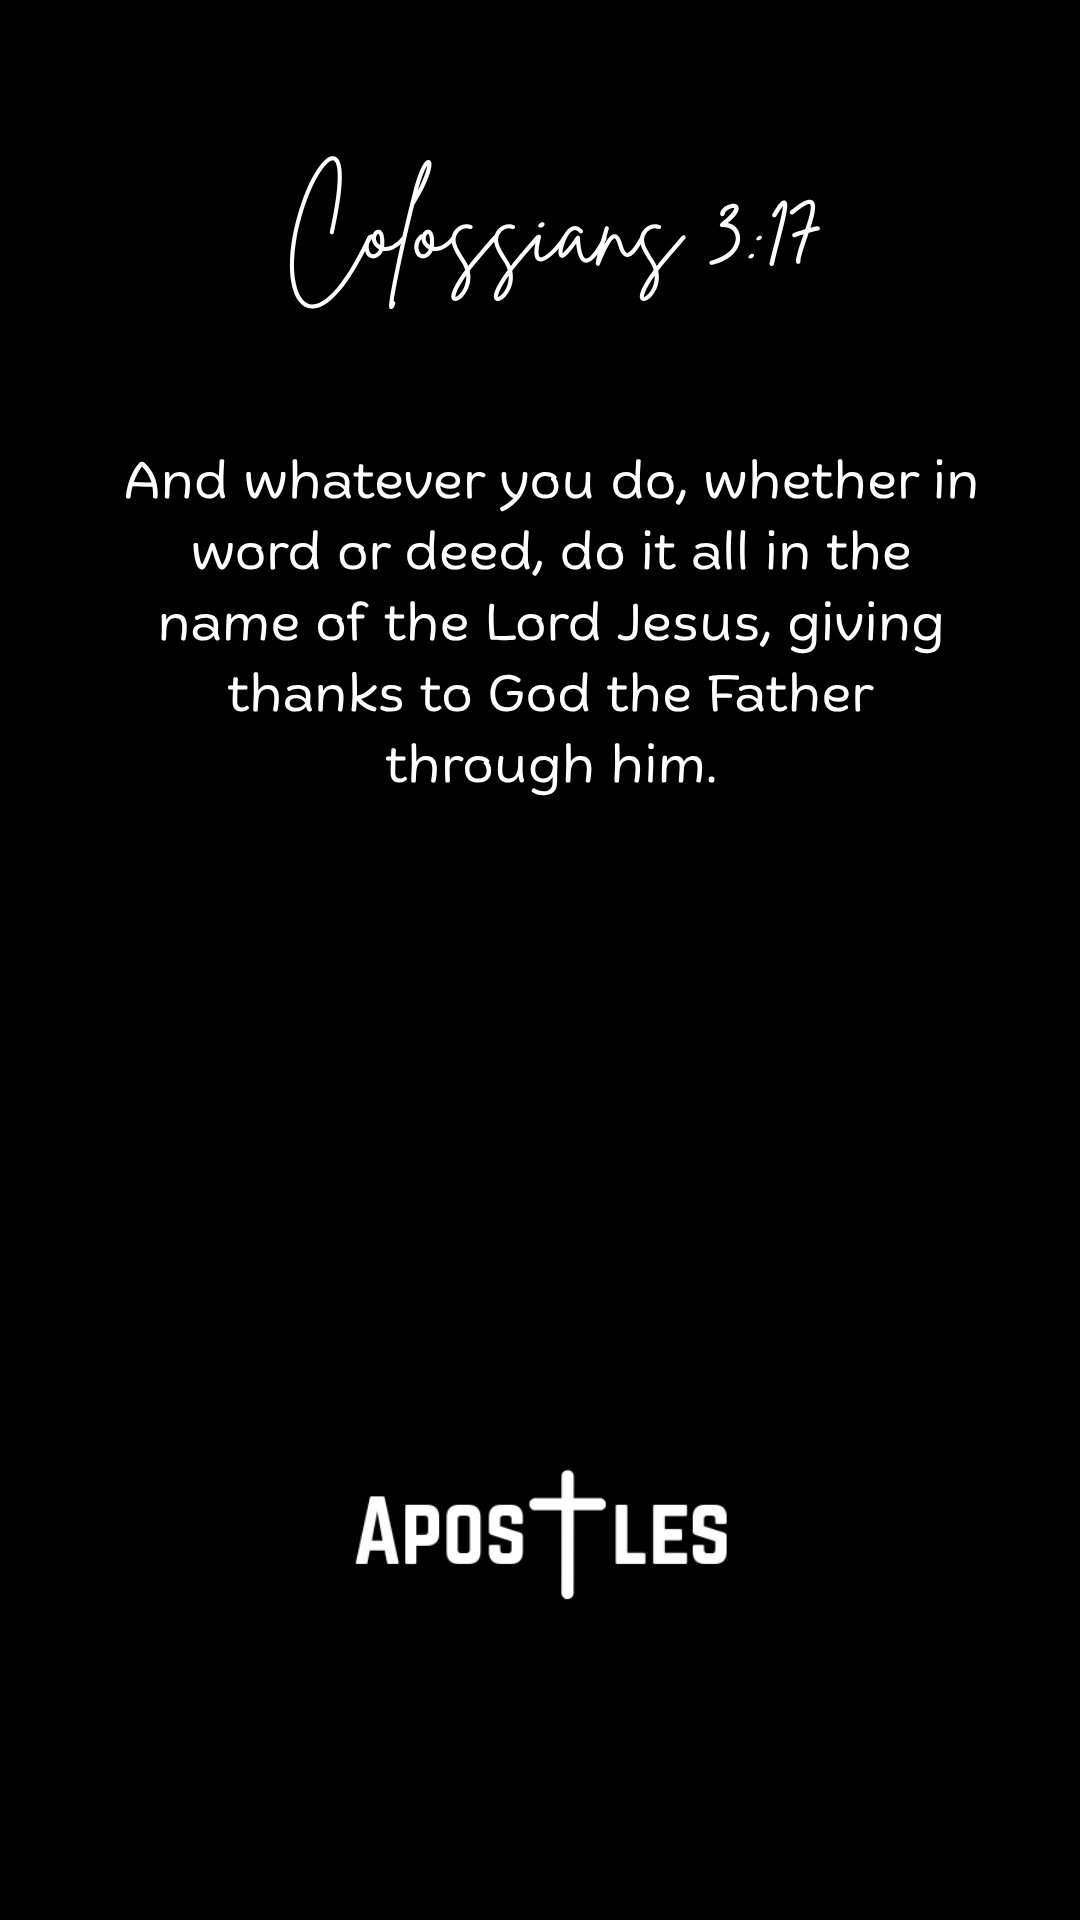 Colossians 3:17
And whatever you do, whether in
word or deed, do it all in the
name of the Lord Jesus, giving
thanks to God the Father
through him.
APOSTLES